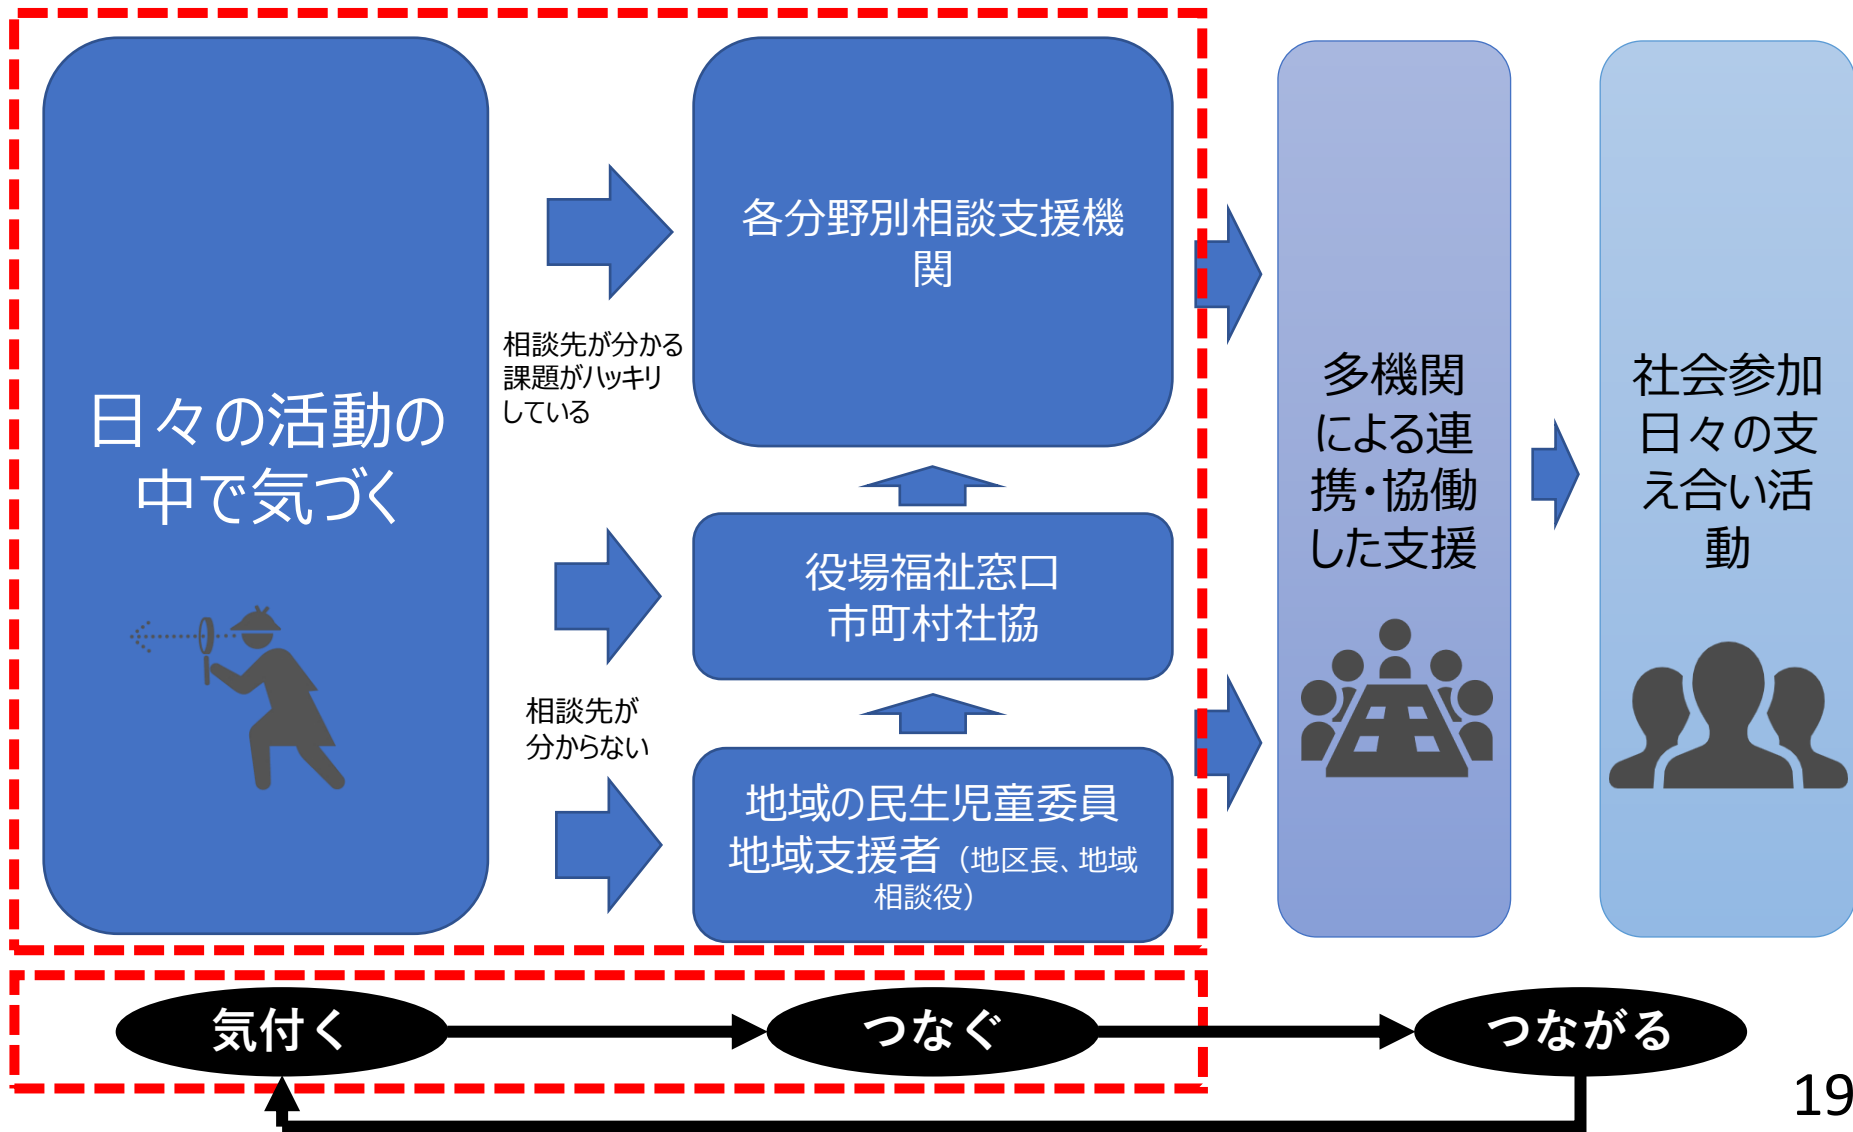 日々の活動の
中で気づく
相談先が分かる
課題がハッキリ
している
相談先が
分からない
各分野別相談支援機
関
役場福祉窓口
市町村社協
地域の民生児童委員
地域支援者（地区長、地域
相談役）
多機関
による連
携・協働
した支援
社会参加
日々の支
え合い活
動
気付く
つなぐ
つながる
19